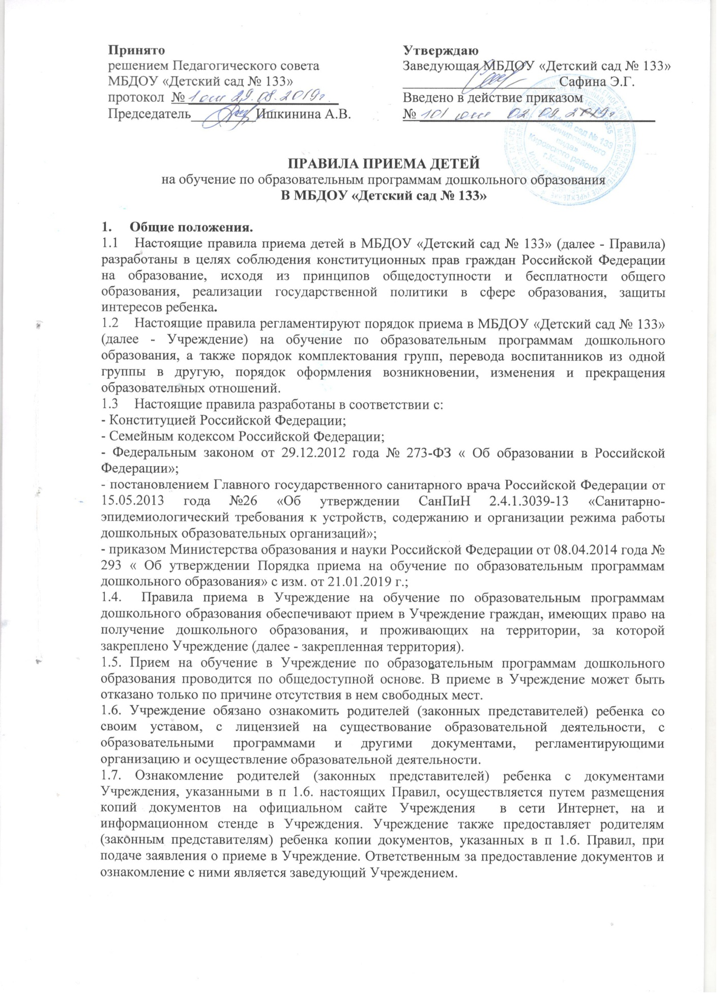 Принято
решением Педагогического совета
МБДОУ «Детский сад № 133»
протокол № 1 от 29.08.2019г.
Председатель Ишкинина А.В.
Утверждаю
Заведующая МБДОУ «Детский сад № 133»
Сафина Э.Г.
Введено в действие приказом
№ 101 от 02.09.2019г
Детский сад № 133
комбинированного
вида»
Кировского района
г.Казани
ПРАВИЛА ПРИЕМА ДЕТЕЙ
на обучение по образовательным программам дошкольного образования
В МБДОУ «Детский сад № 133»
1. Общие положения.
1.1 Настоящие правила приема детей в МБДОУ «Детский сад № 133» (далее - Правила)
разработаны в целях соблюдения конституционных прав граждан Российской Федерации
на образование, исходя из принципов общедоступности и бесплатности общего
образования, реализации государственной политики в сфере образования, защиты
интересов ребенка.
1.2 Настоящие правила регламентируют порядок приема в МБДОУ «Детский сад № 133»
(далее - Учреждение) на обучение по образовательным программам дошкольного
образования, а также порядок комплектования групп, перевода воспитанников из одной
группы в другую, порядок оформления возникновении, изменения и прекращения
образовательных отношений.
1.3 Настоящие правила разработаны в соответствии с:
- Конституцией Российской Федерации;
- Семейным кодексом Российской Федерации;
- Федеральным законом от 29.12.2012 года № 273-ФЗ « Об образовании в Российской
Федерации»;
- постановлением Главного государственного санитарного врача Российской Федерации от
15.05.2013 года №26 «Об утверждении СанПиН 2.4.1.3039-13 «Санитарно-
эпидемиологический требования к устройств, содержанию и организации режима работы
дошкольных образовательных организаций»;
- приказом Министерства образования и науки Российской Федерации от 08.04.2014 года №
293 « Об утверждении Порядка приема на обучение по образовательным программам
дошкольного образования» с изм. от 21.01.2019 г.;
1.4. Правила приема в Учреждение на обучение по образовательным программам
дошкольного образования обеспечивают прием в Учреждение граждан, имеющих право на
получение дошкольного образования, и проживающих на территории, за которой
закреплено Учреждение (далее - закрепленная территория).
1.5. Прием на обучение в Учреждение по образовательным программам дошкольного
образования проводится по общедоступной основе. В приеме в Учреждение может быть
отказано только по причине отсутствия в нем свободных мест.
1.6. Учреждение обязано ознакомить родителей (законных представителей) ребенка со
своим уставом, с лицензией на существование образовательной деятельности, с
образовательными программами и другими документами, регламентирующими
организацию и осуществление образовательной деятельности.
1.7. Ознакомление родителей (законных представителей) ребенка с документами
Учреждения, указанными в п 1.6. настоящих Правил, осуществляется путем размещения
копий документов на официальном сайте Учреждения в сети Интернет, на и
информационном стенде в Учреждения. Учреждение также предоставляет родителям
(законным представителям) ребенка копии документов, указанных в п 1.6. Правил, при
подаче заявления о приеме в Учреждение. Ответственным за предоставление документов и
ознакомление с ними является заведующий Учреждением.